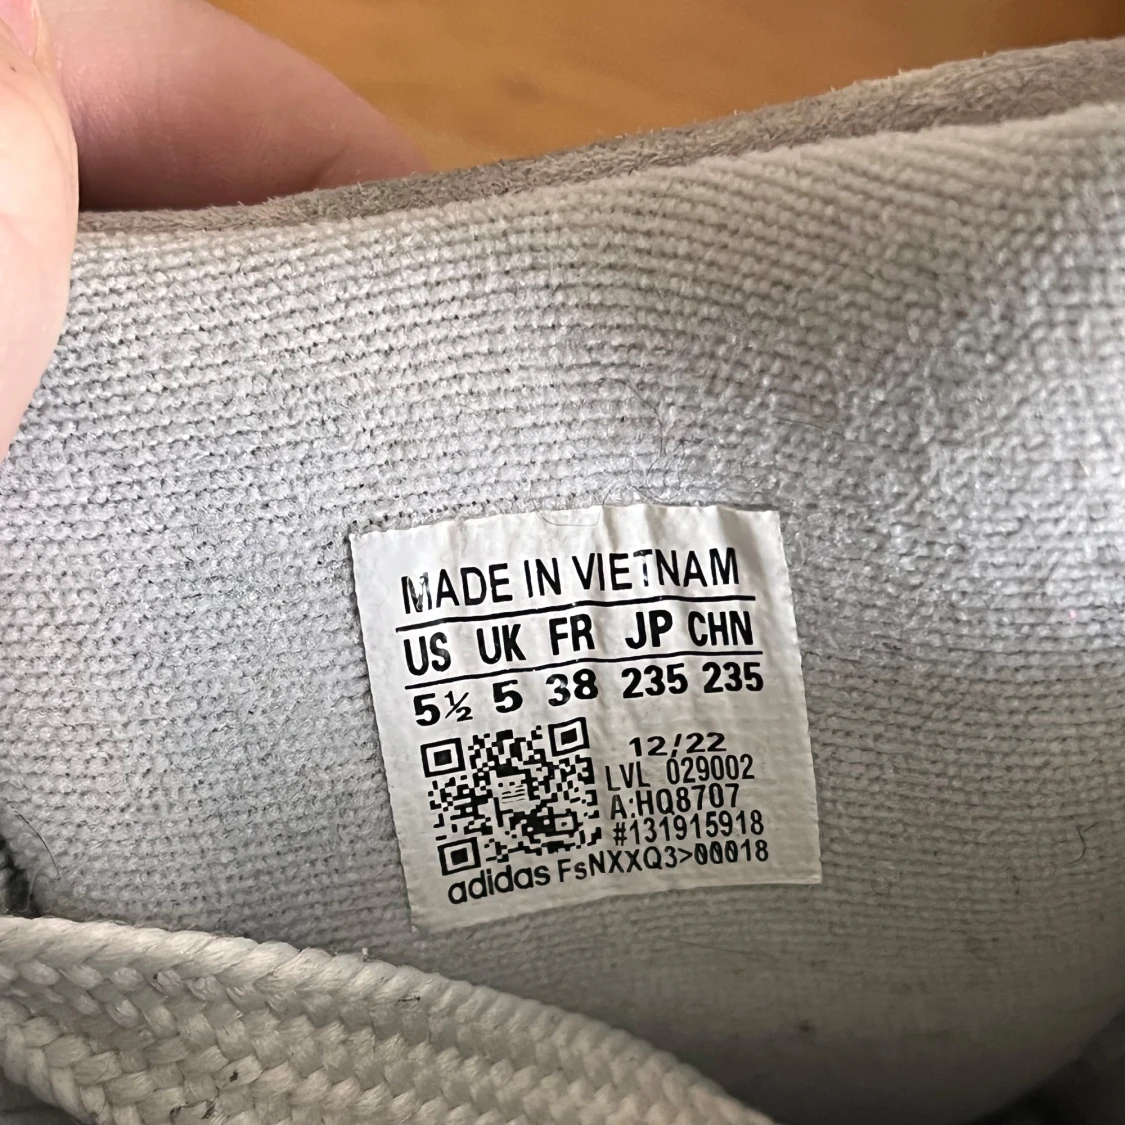 MADE IN VIETNAM
US UK FR JP CHN
5½ 5 38 235 235
12/22
LVL 029002
A:HQ8707
#131915918
adidas FsNXXQ3>00018